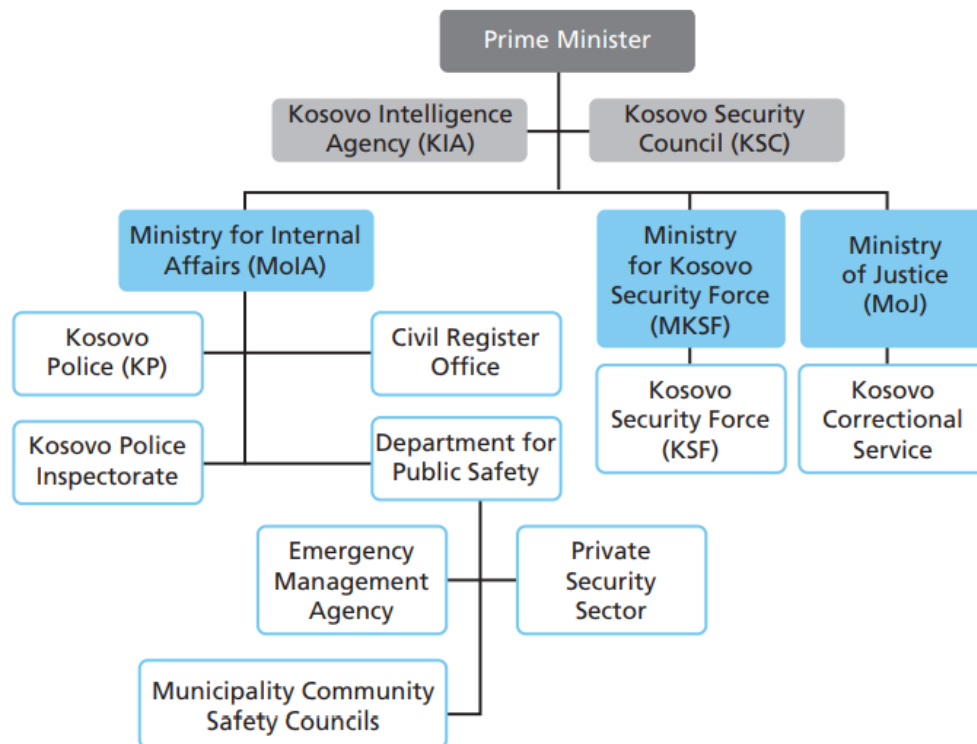 Prime Minister
Kosovo Intelligence
Agency (KIA)
Kosovo Security
Council (KSC)
Ministry for Internal
Affairs (MoIA)
Ministry
for Kosovo
Security Force
(MKSF)
Ministry
of Justice
(MoJ)
Kosovo
Police (KP)
Civil Register
Office
Kosovo
Security Force
(KSF)
Kosovo
Correctional
Service
Kosovo Police
Inspectorate
Department for
Public Safety
Emergency
Management
Agency
Private
Security
Sector
Municipality Community
Safety Councils